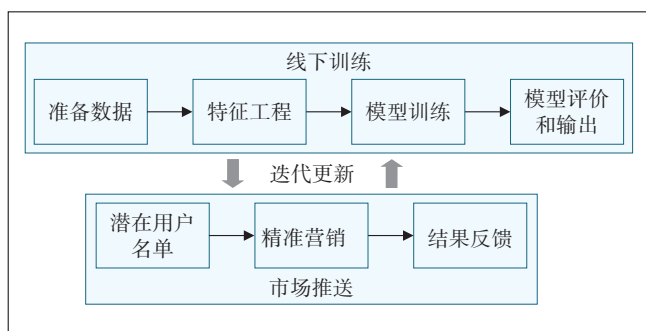 线下训练
准备数据
特征工程
模型训练
模型评价
和输出
迭代更新
潜在用户
名单
精准营销
结果反馈
市场推送